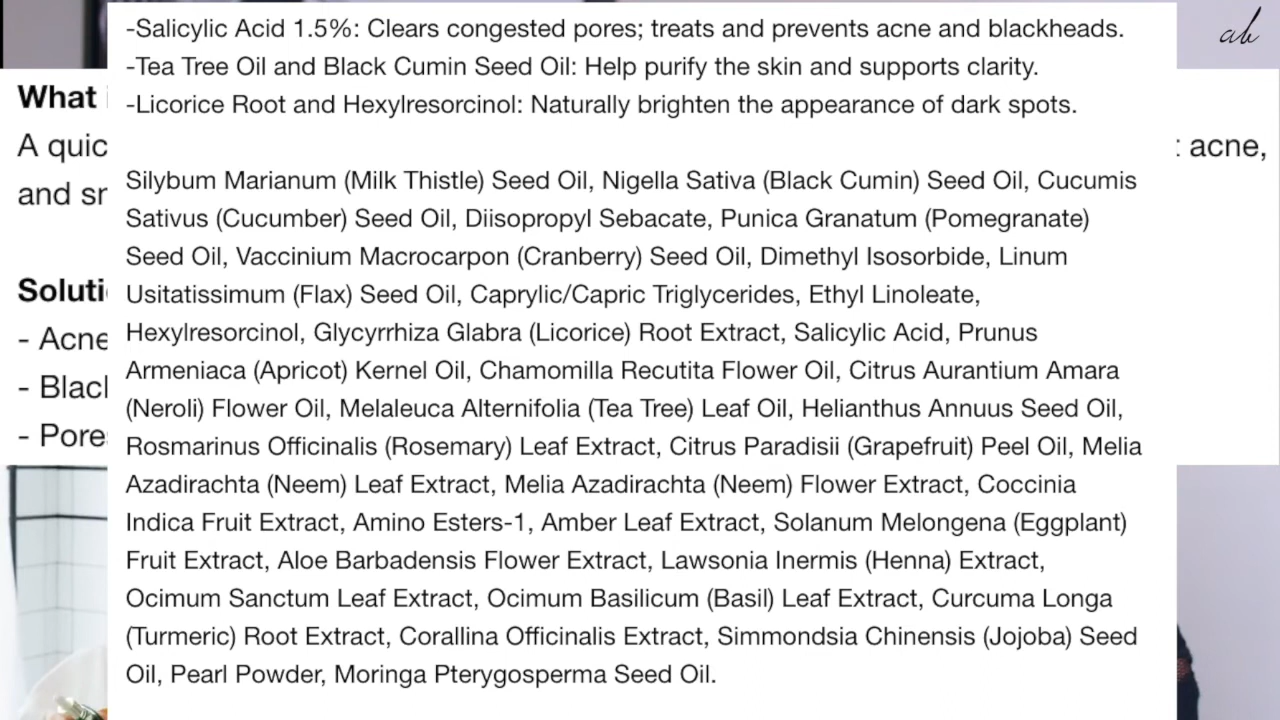 -Salicylic Acid 1.5%: Clears congested pores; treats and prevents acne and blackheads.
-Tea Tree Oil and Black Cumin Seed Oil: Help purify the skin and supports clarity.
-Licorice Root and Hexylresorcinol: Naturally brighten the appearance of dark spots.
Silybum Marianum (Milk Thistle) Seed Oil, Nigella Sativa (Black Cumin) Seed Oil, Cucumis
Sativus (Cucumber) Seed Oil, Diisopropyl Sebacate, Punica Granatum (Pomegranate)
Seed Oil, Vaccinium Macrocarpon (Cranberry) Seed Oil, Dimethyl Isosorbide, Linum
Usitatissimum (Flax) Seed Oil, Caprylic/Capric Triglycerides, Ethyl Linoleate,
Hexylresorcinol, Glycyrrhiza Glabra (Licorice) Root Extract, Salicylic Acid, Prunus
Armeniaca (Apricot) Kernel Oil, Chamomilla Recutita Flower Oil, Citrus Aurantium Amara
(Neroli) Flower Oil, Melaleuca Alternifolia (Tea Tree) Leaf Oil, Helianthus Annuus Seed Oil,
Rosmarinus Officinalis (Rosemary) Leaf Extract, Citrus Paradisii (Grapefruit) Peel Oil, Melia
Azadirachta (Neem) Leaf Extract, Melia Azadirachta (Neem) Flower Extract, Coccinia
Indica Fruit Extract, Amino Esters-1, Amber Leaf Extract, Solanum Melongena (Eggplant)
Fruit Extract, Aloe Barbadensis Flower Extract, Lawsonia Inermis (Henna) Extract,
Ocimum Sanctum Leaf Extract, Ocimum Basilicum (Basil) Leaf Extract, Curcuma Longa
(Turmeric) Root Extract, Corallina Officinalis Extract, Simmondsia Chinensis (Jojoba) Seed
Oil, Pearl Powder, Moringa Pterygosperma Seed Oil.
ab
What
A acne,
and
- Acne